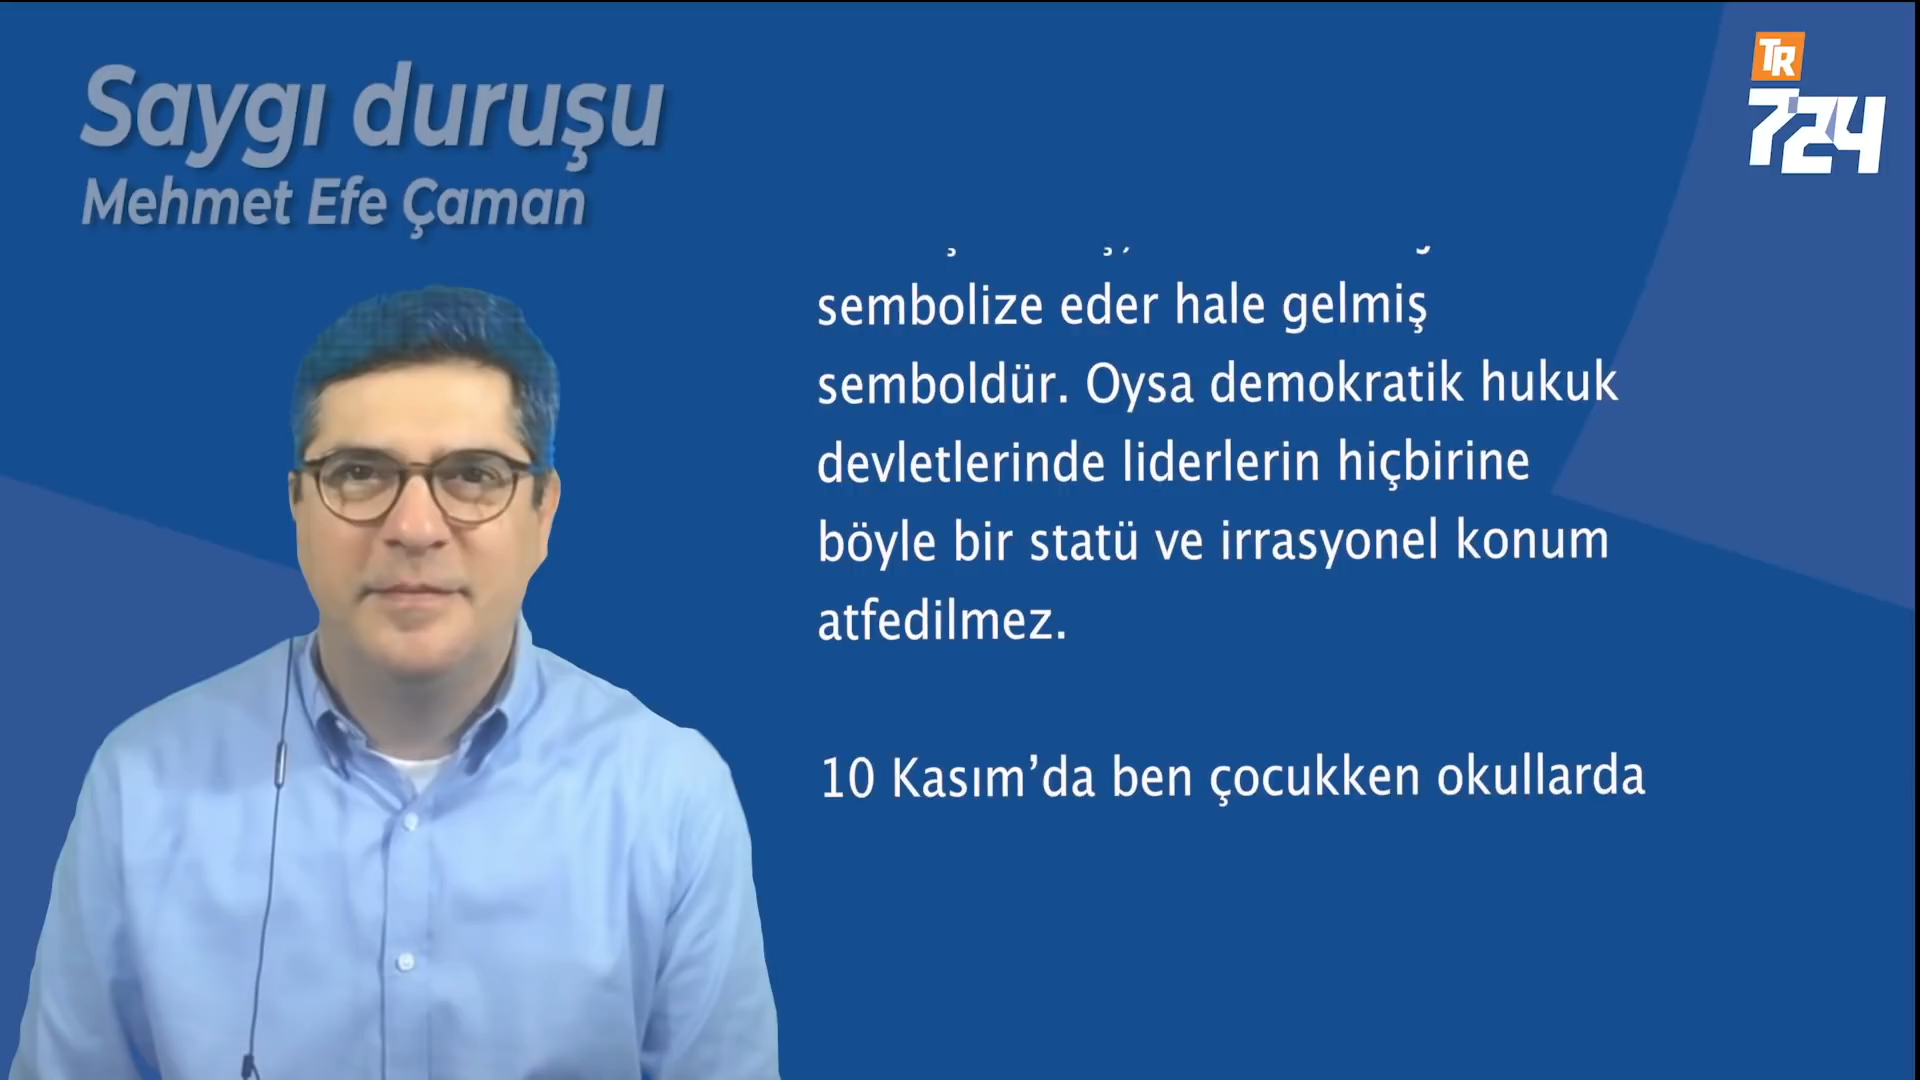 Saygı duruşu
Mehmet Efe Çaman
TR
724
sembolize eder hale gelmiş
semboldür. Oysa demokratik hukuk
devletlerinde liderlerin hiçbirine
böyle bir statü ve irrasyonel konum
atfedilmez.
10 Kasım’da ben çocukken okullarda